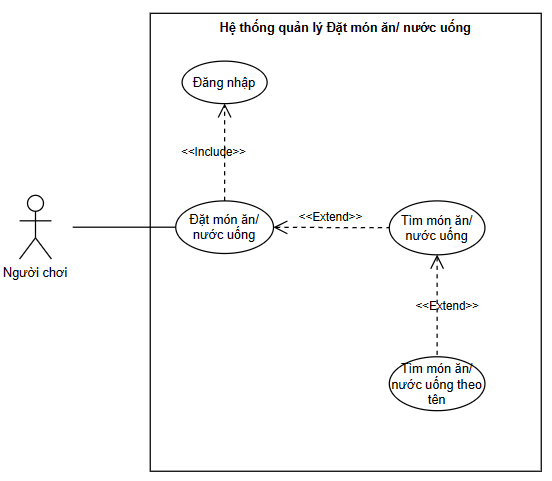 Hệ thống quản lý Đặt món ăn/ nước uống
Đăng nhập
<<Include>>
Đặt món ăn/
nước uống
<<Extend>>
Tìm món ăn/
nước uống
Người chơi
<<Extend>>
Tìm món ăn/
nước uống theo
tên